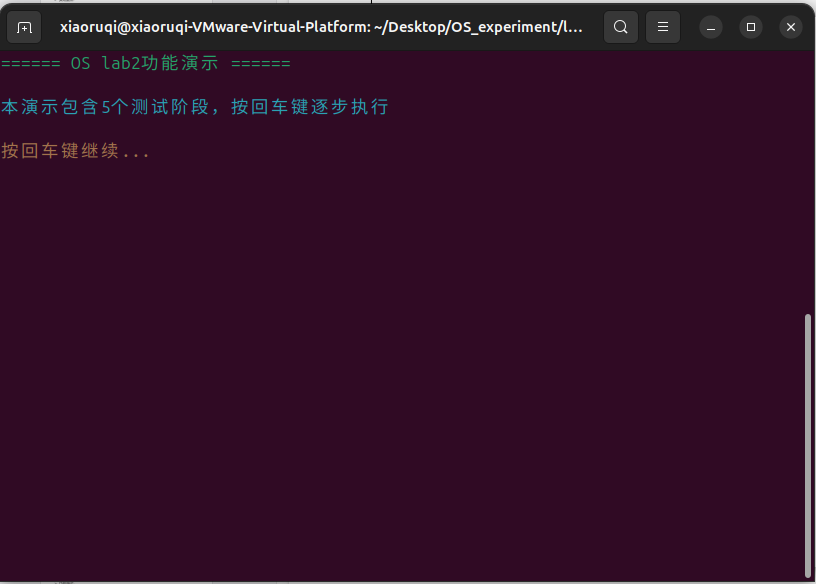 xiaoruqi@xiaoruqi-VMware-Virtual-Platform: ~/Desktop/OS_experiment/l...
====== OS lab2功能演示 ======
本演示包含5个测试阶段，按回车键逐步执行
按回车键继续...